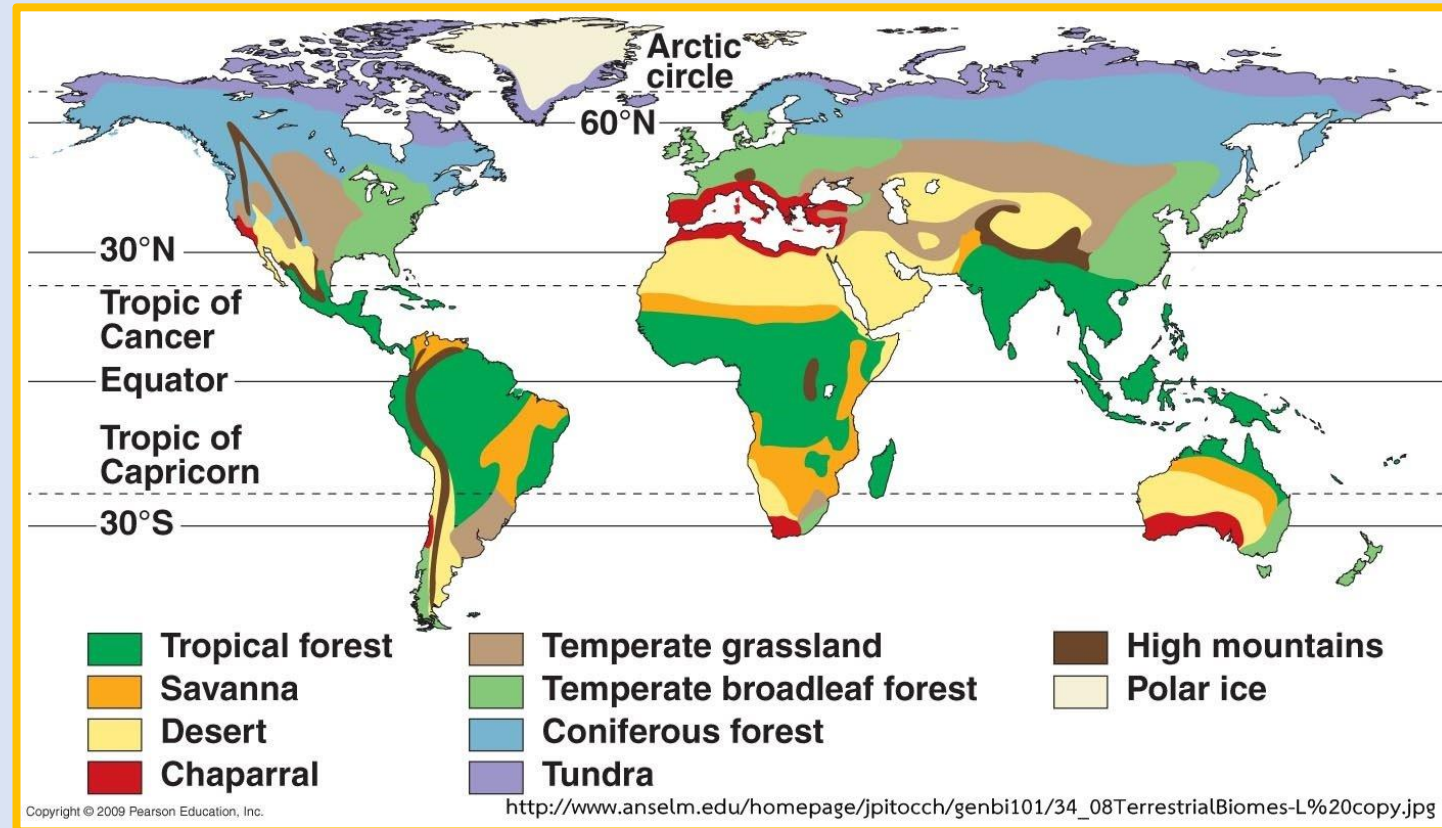 Arctic
circle
60°N
30°N
Tropic of
Cancer
Equator
Tropic of
Capricorn
30°S
Tropical forest
Savanna
Desert
Chaparral
Temperate grassland
Temperate broadleaf forest
Coniferous forest
Tundra
High mountains
Polar ice
Copyright © 2009 Pearson Education, Inc.
http://www.anselm.edu/homepage/jpitocch/genbi101/34_08TerrestrialBiomes-L%20copy.jpg